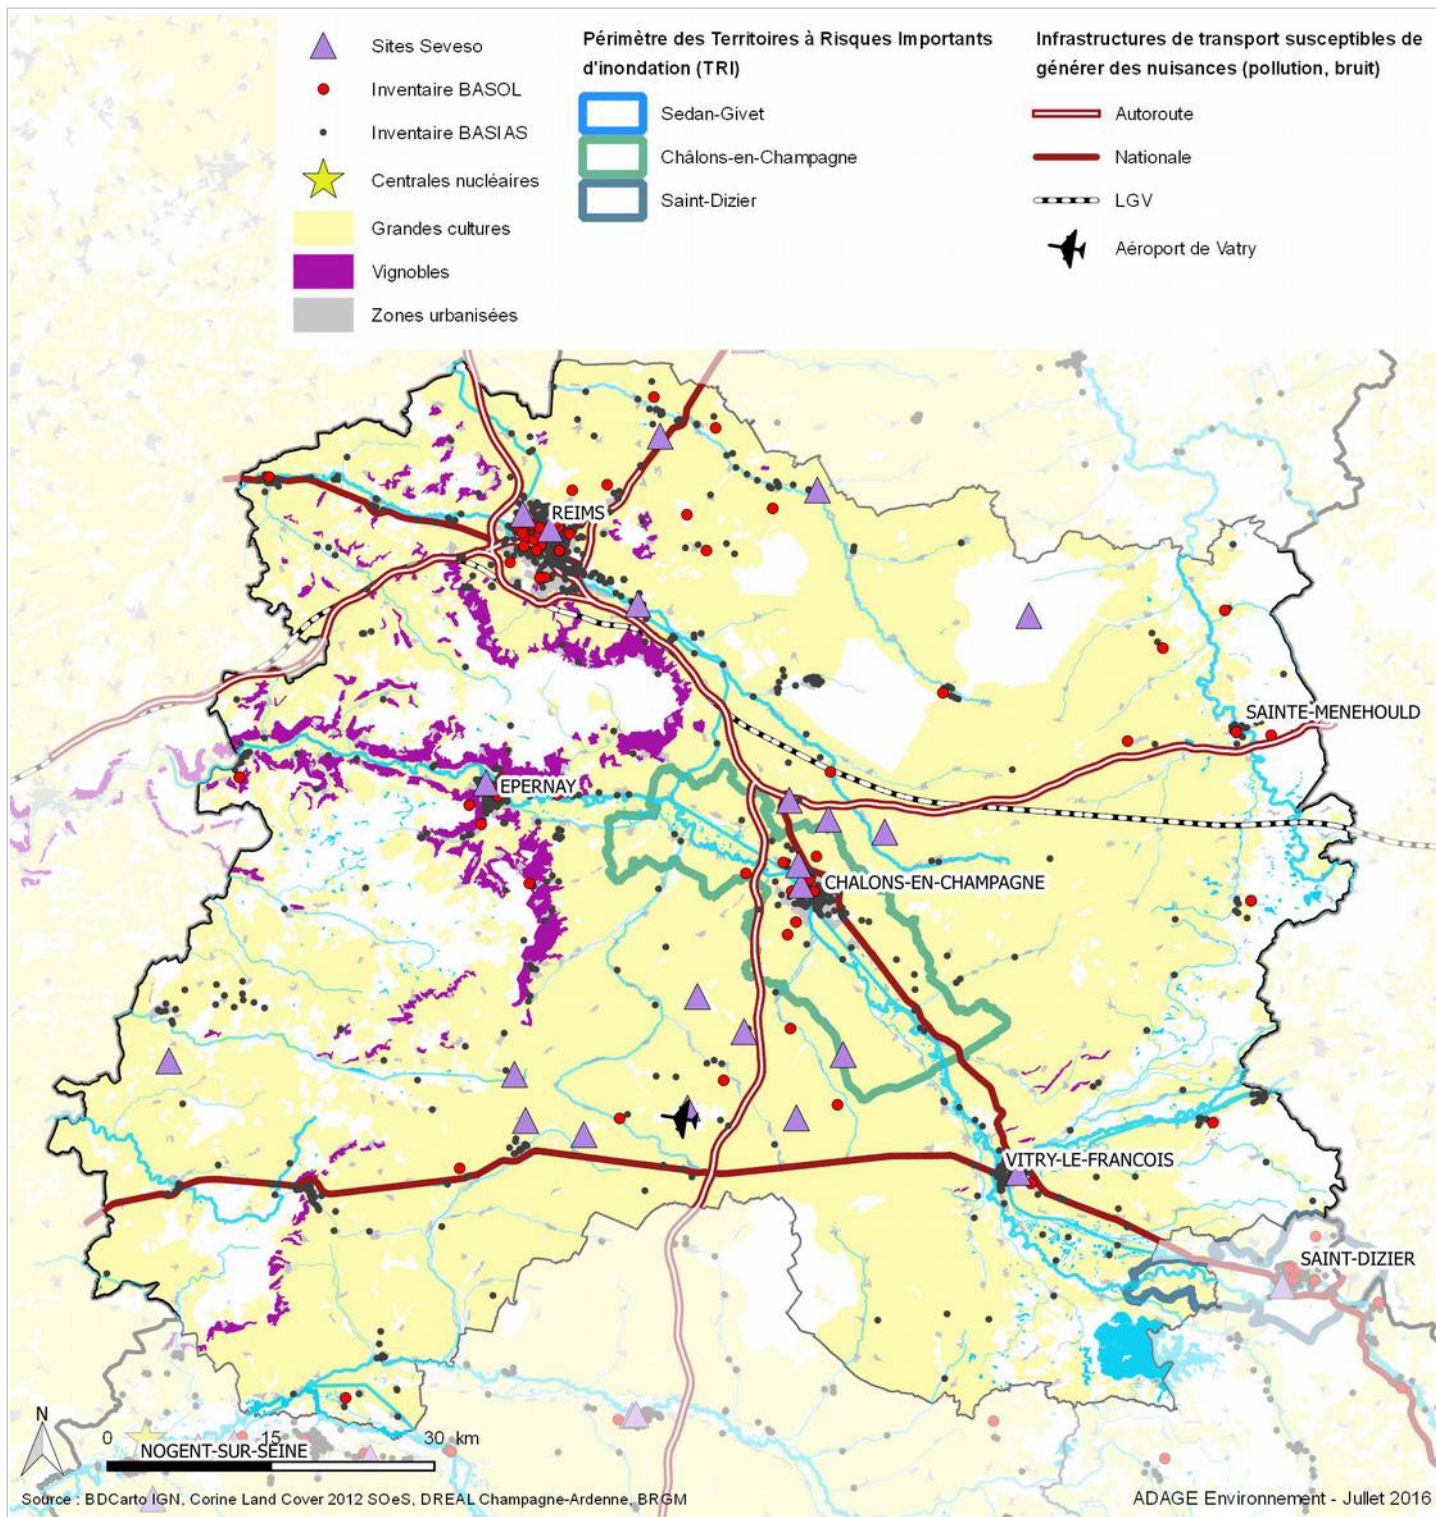 Sites Seveso
Inventaire BASOL
Inventaire BASIAS
Centrales nucléaires
Grandes cultures
Vignobles
Zones urbanisées
Périmètre des Territoires à Risques Importants
d'inondation (TRI)
Sedan-Givet
Châlons-en-Champagne
Saint-Dizier
Infrastructures de transport susceptibles de
générer des nuisances (pollution, bruit)
Autoroute
Nationale
LGV
Aéroport de Vatry
REIMS
SAINTE-MENEHOULD
EPERNAY
CHALONS-EN-CHAMPAGNE
VITRY-LE-FRANCOIS
SAINT-DIZIER
N
0 15 30 km
NOGENT-SUR-SEINE
Source : BDCarto IGN, Corine Land Cover 2012 SOeS, DREAL Champagne-Ardenne, BRGM
ADAGE Environnement - Jullet 2016